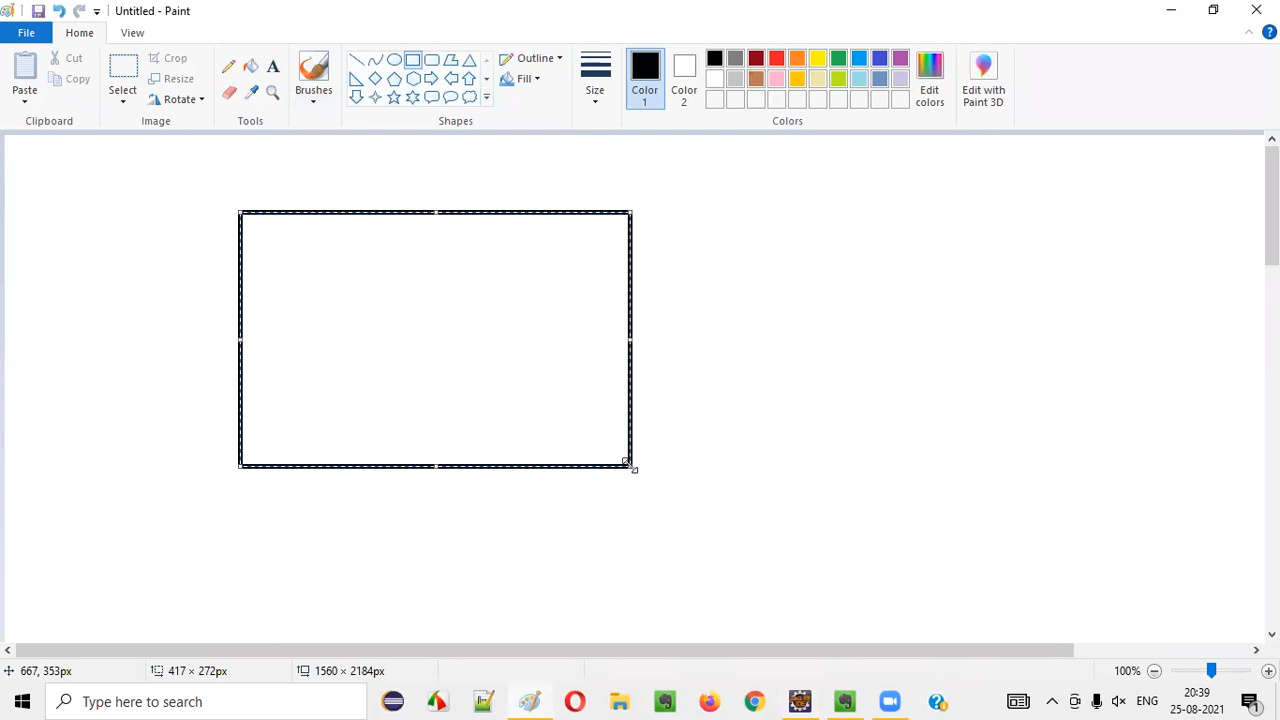 Untitled - Paint
File
Home
View
Paste
Cut
Copy
Clipboard
Select
Crop
Resize
Rotate
Image
A
Tools
Brushes
Outline
Fill
Shapes
Size
Color
1
Color
2
Edit
colors
Colors
Edit with
Paint 3D
667, 353px
417 × 272px
1560 × 2184px
100%
Type here to search
ENG
20:39
25-08-2021
1